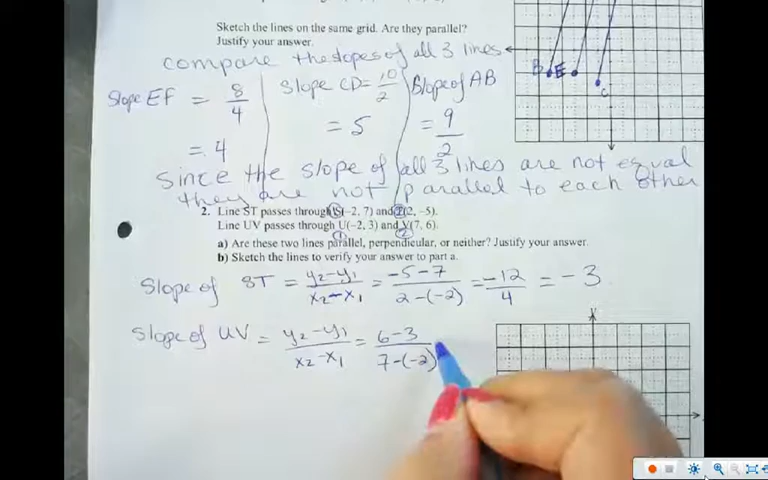 Sketch the lines on the same grid. Are they parallel?
Justify your answer.
compare the slopes of all 3 lines
B E C
Slope EF = 8/4 Slope CD = 10/2 Slope of AB
= 4 = 5 = 9/2
Since the slope of all 3 lines are not equal
they are not parallel to each other
2. Line ST passes through S(-2, 7) and T(2, -5).
Line UV passes through U(-2, 3) and V(7, 6).
a) Are these two lines parallel, perpendicular, or neither? Justify your answer.
b) Sketch the lines to verify your answer to part a.
Slope of ST = y2-y1/x2-x1 = -5-7/2-(-2) = -12/4 = -3
Slope of UV = y2-y1/x2-x1 = 6-3/7-(-2)